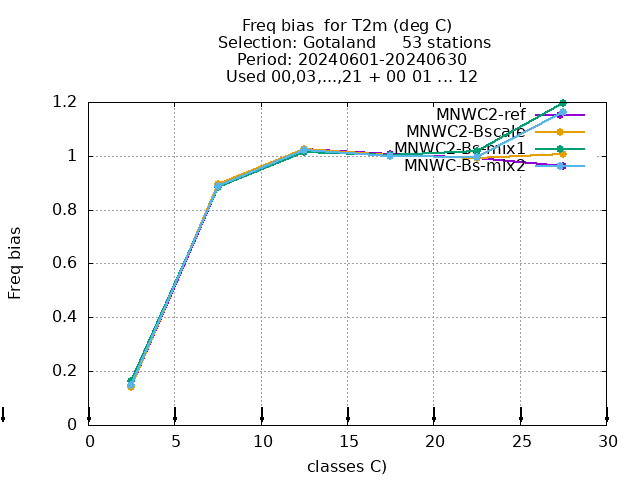 Freq bias  for T2m (deg C)
Selection: Gotaland     53 stations
Period: 20240601-20240630
Used 00,03,...,21 + 00 01 ... 12
MNWC2-ref
MNWC2-Bscale
MNWC2-Bs-mix1
MNWC-Bs-mix2
1.2
1
0.8
0.6
0.4
0.2
0
Freq bias
0 5 10 15 20 25 30
classes C)